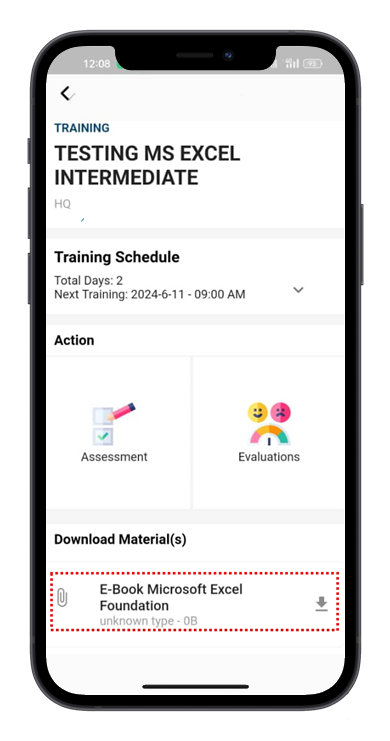 12:08
93
TRAINING
TESTING MS EXCEL
INTERMEDIATE
HQ
Training Schedule
Total Days: 2
Next Training: 2024-6-11 - 09:00 AM
Action
Assessment
Evaluations
Download Material(s)
E-Book Microsoft Excel
Foundation
unknown type - 0B